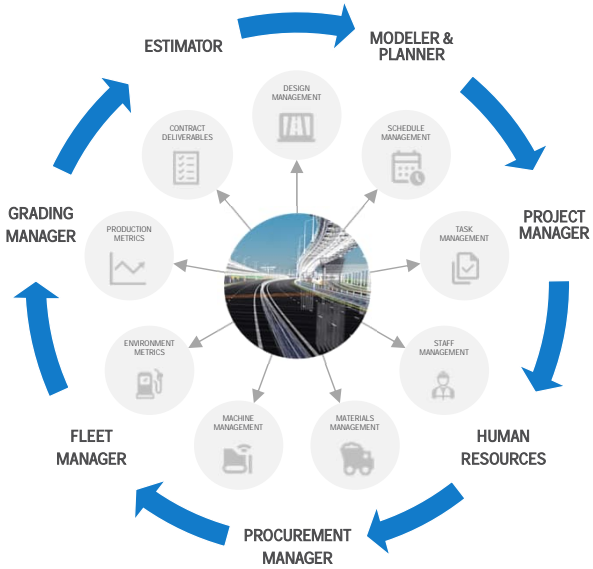 ESTIMATOR
MODELER &
PLANNER
DESIGN
MANAGEMENT
CONTRACT
DELIVERABLES
SCHEDULE
MANAGEMENT
GRADING
MANAGER
PRODUCTION
METRICS
TASK
MANAGEMENT
PROJECT
MANAGER
ENVIRONMENT
METRICS
STAFF
MANAGEMENT
MACHINE
MANAGEMENT
MATERIALS
MANAGEMENT
FLEET
MANAGER
HUMAN
RESOURCES
PROCUREMENT
MANAGER